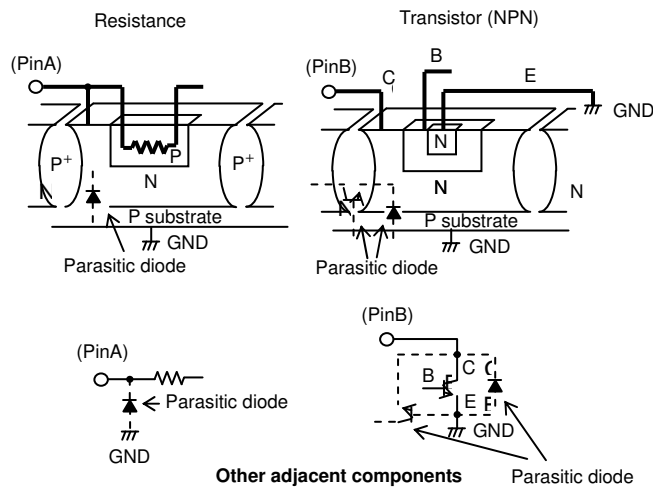 Resistance
(PinA)
P+
P
P+
N
P substrate
GND
Parasitic diode
Transistor (NPN)
(PinB)
C
B
E
GND
N
N
N
P substrate
GND
Parasitic diode
(PinA)
Parasitic diode
GND
(PinB)
C
B
E
GND
Other adjacent components
Parasitic diode